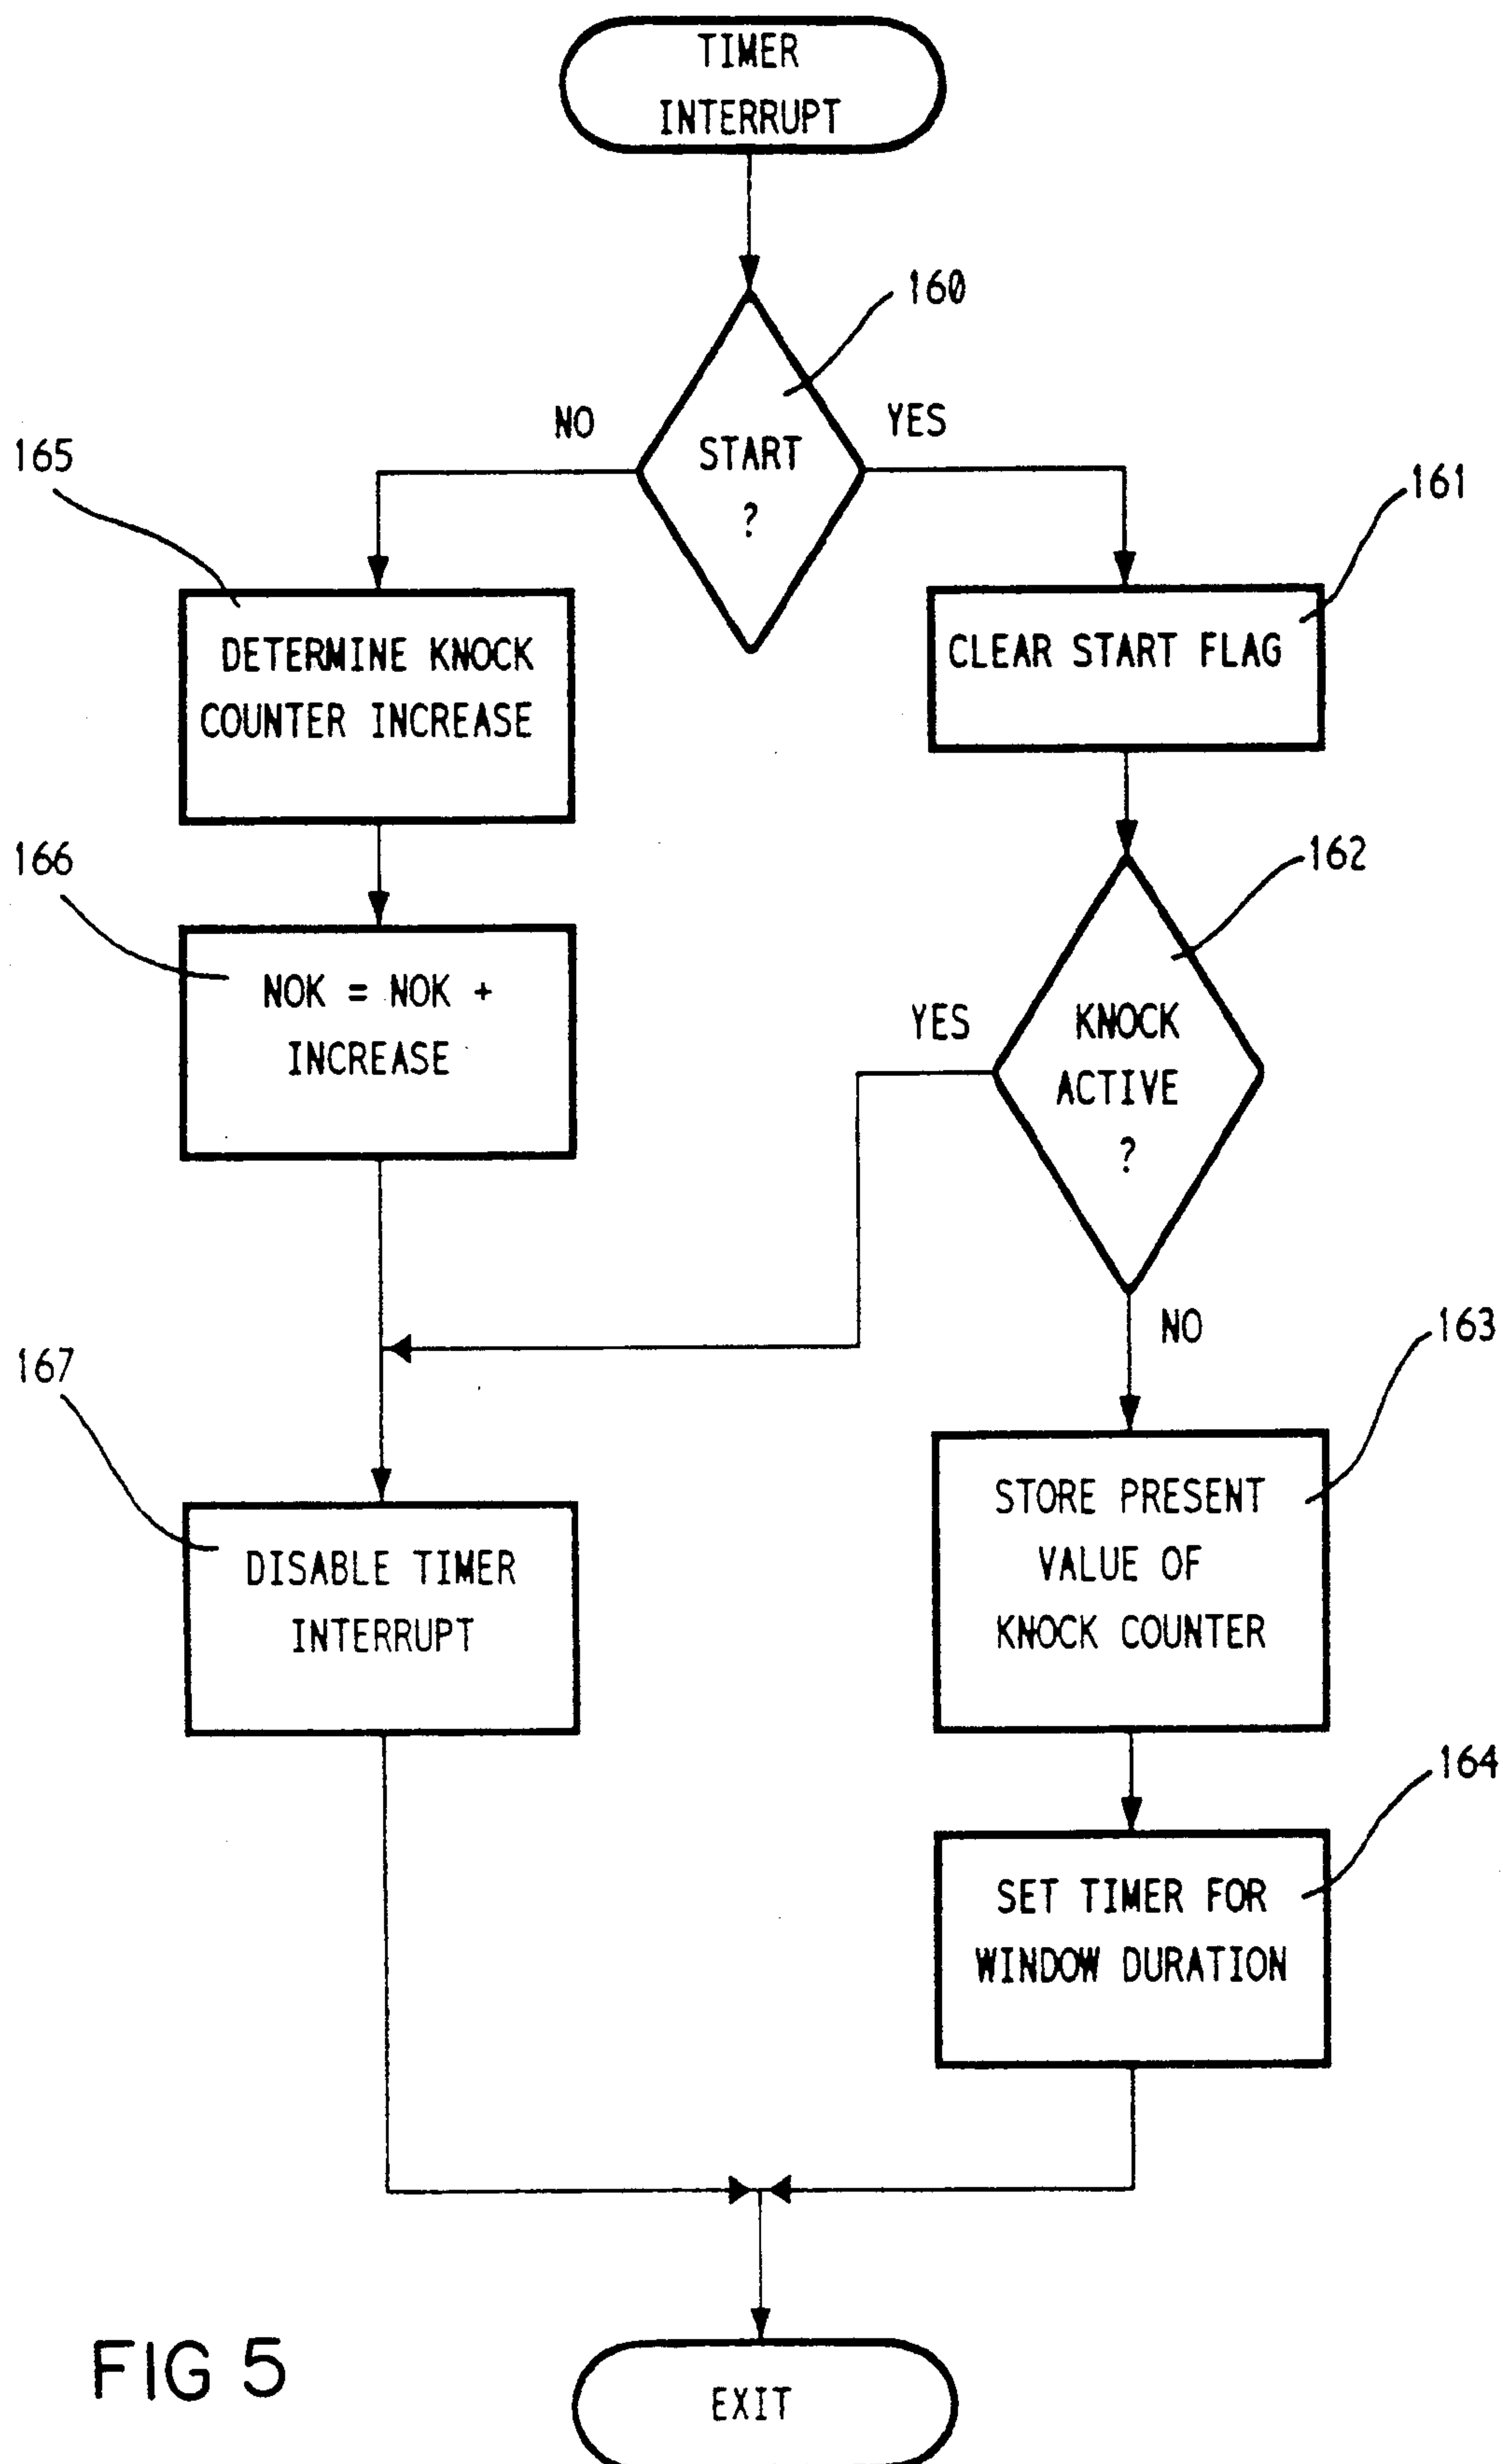 TIMER
INTERRUPT
160
NO
YES
START
?
165
161
DETERMINE KNOCK
COUNTER INCREASE
CLEAR START FLAG
166
162
NOK = NOK +
INCREASE
YES
KNOCK
ACTIVE
?
NO
163
167
STORE PRESENT
VALUE OF
KNOCK COUNTER
DISABLE TIMER
INTERRUPT
164
SET TIMER FOR
WINDOW DURATION
FIG 5
EXIT